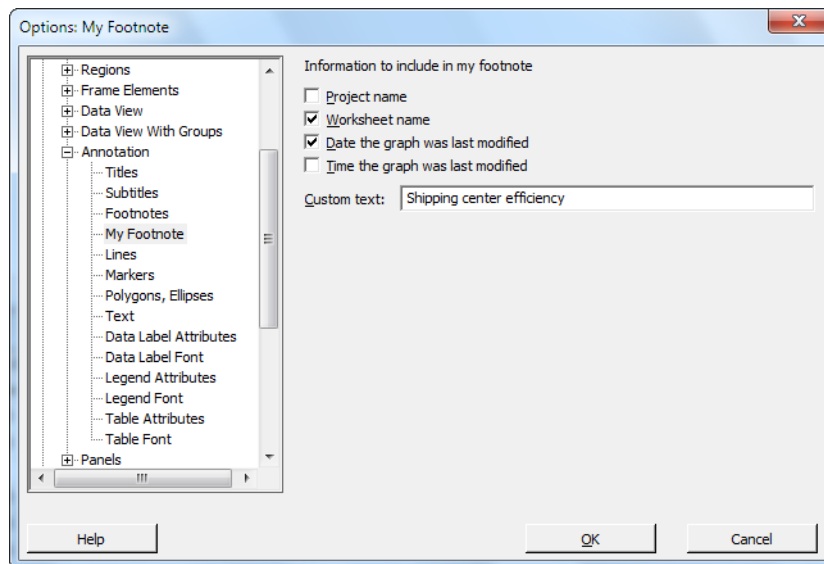 Options: My Footnote
Regions
Frame Elements
Data View
Data View With Groups
Annotation
Titles
Subtitles
Footnotes
My Footnote
Lines
Markers
Polygons, Ellipses
Text
Data Label Attributes
Data Label Font
Legend Attributes
Legend Font
Table Attributes
Table Font
Panels
Information to include in my footnote
Project name
Worksheet name
Date the graph was last modified
Time the graph was last modified
Custom text: Shipping center efficiency
Help
OK
Cancel